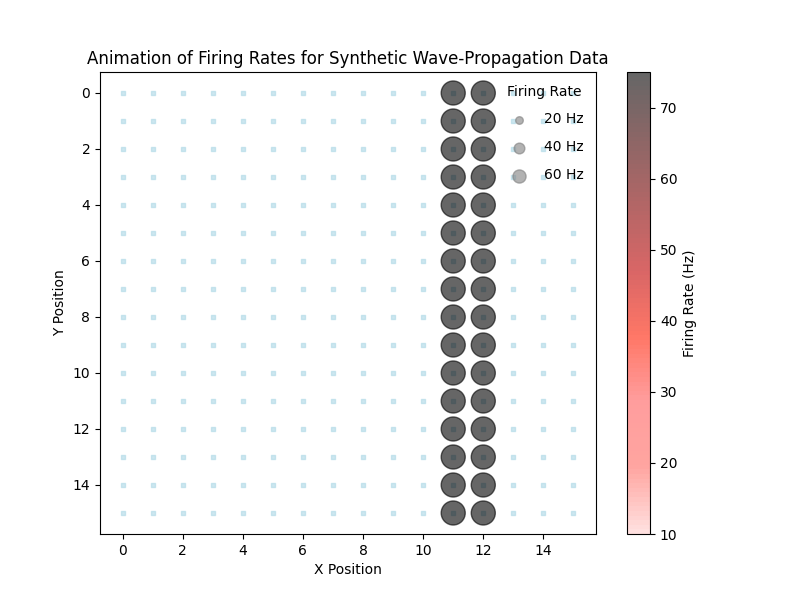 Animation of Firing Rates for Synthetic Wave-Propagation Data
Firing Rate
20 Hz
40 Hz
60 Hz
0
2
4
6
8
10
12
14
Y Position
0 2 4 6 8 10 12 14
X Position
70
60
50
40
30
20
10
Firing Rate (Hz)